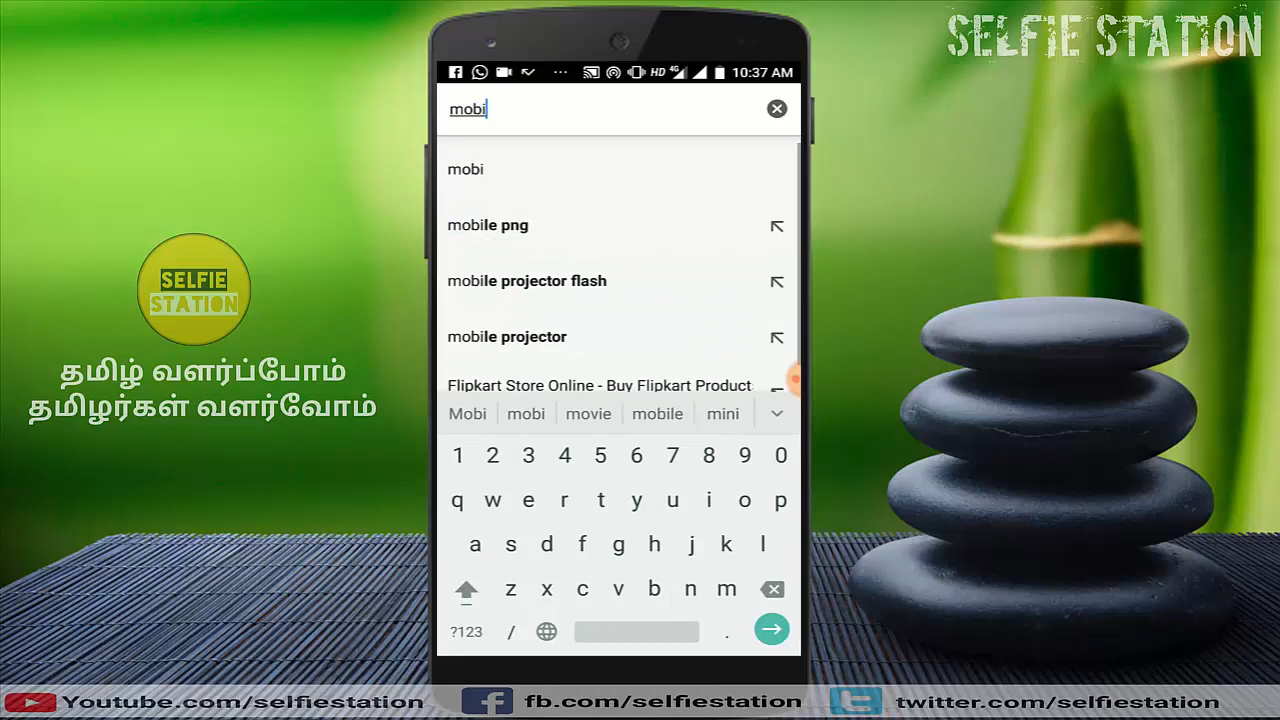 SELFIE STATION
HD 4G 10:37 AM
mobi
mobi
mobile png
mobile projector flash
mobile projector
Flipkart Store Online - Buy Flipkart Product
Mobi mobi movie mobile mini
1 2 3 4 5 6 7 8 9 0
q w e r t y u i o p
a s d f g h j k l
z x c v b n m
?123 / .
SELFIE
STATION
தமிழ் வளர்ப்போம்
தமிழர்கள் வளர்வோம்
Youtube.com/selfiestation fb.com/selfiestation twitter.com/selfiestation